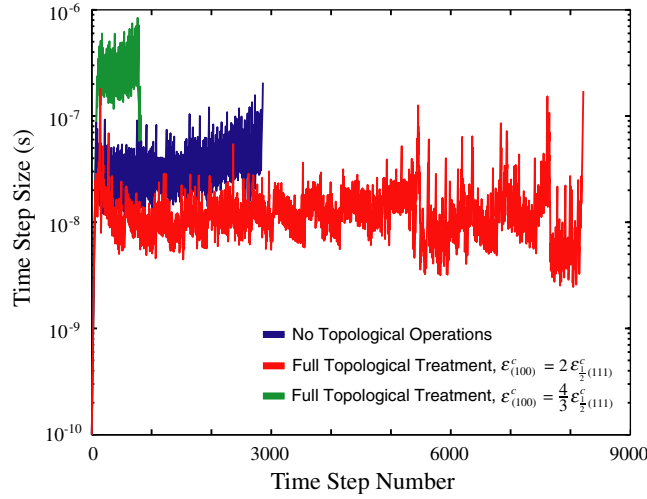 10⁻⁶
10⁻⁷
10⁻⁸
10⁻⁹
10⁻¹⁰
Time Step Size (s)
No Topological Operations
Full Topological Treatment, ε^c_(100) = 2 ε^c_½(111)
Full Topological Treatment, ε^c_(100) = 4/3 ε^c_½(111)
0 3000 6000 9000
Time Step Number